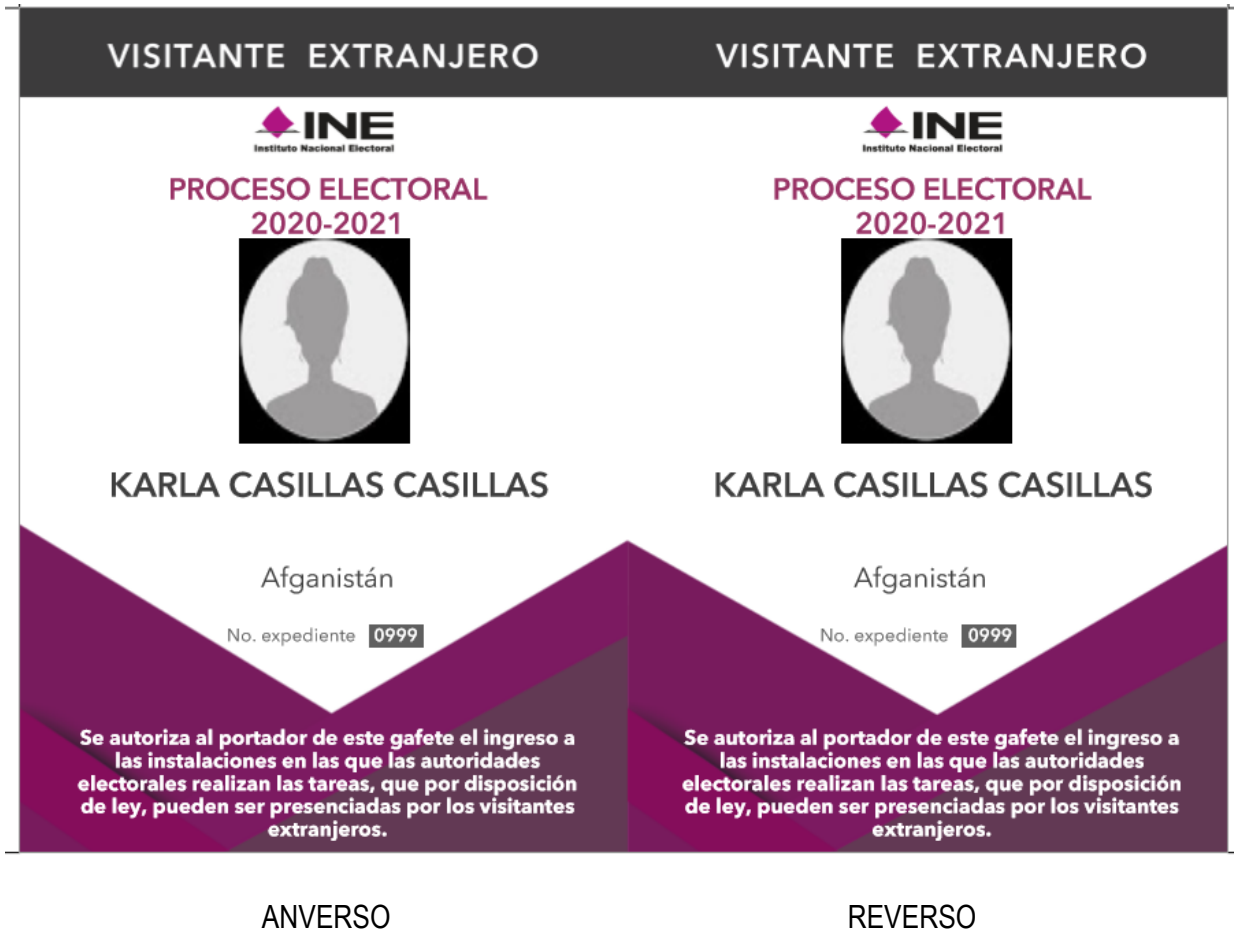 VISITANTE EXTRANJERO
INE
Instituto Nacional Electoral
PROCESO ELECTORAL
2020-2021
KARLA CASILLAS CASILLAS
Afganistán
No. expediente 0999
Se autoriza al portador de este gafete el ingreso a
las instalaciones en las que las autoridades
electorales realizan las tareas, que por disposición
de ley, pueden ser presenciadas por los visitantes
extranjeros.
ANVERSO
VISITANTE EXTRANJERO
INE
Instituto Nacional Electoral
PROCESO ELECTORAL
2020-2021
KARLA CASILLAS CASILLAS
Afganistán
No. expediente 0999
Se autoriza al portador de este gafete el ingreso a
las instalaciones en las que las autoridades
electorales realizan las tareas, que por disposición
de ley, pueden ser presenciadas por los visitantes
extranjeros.
REVERSO